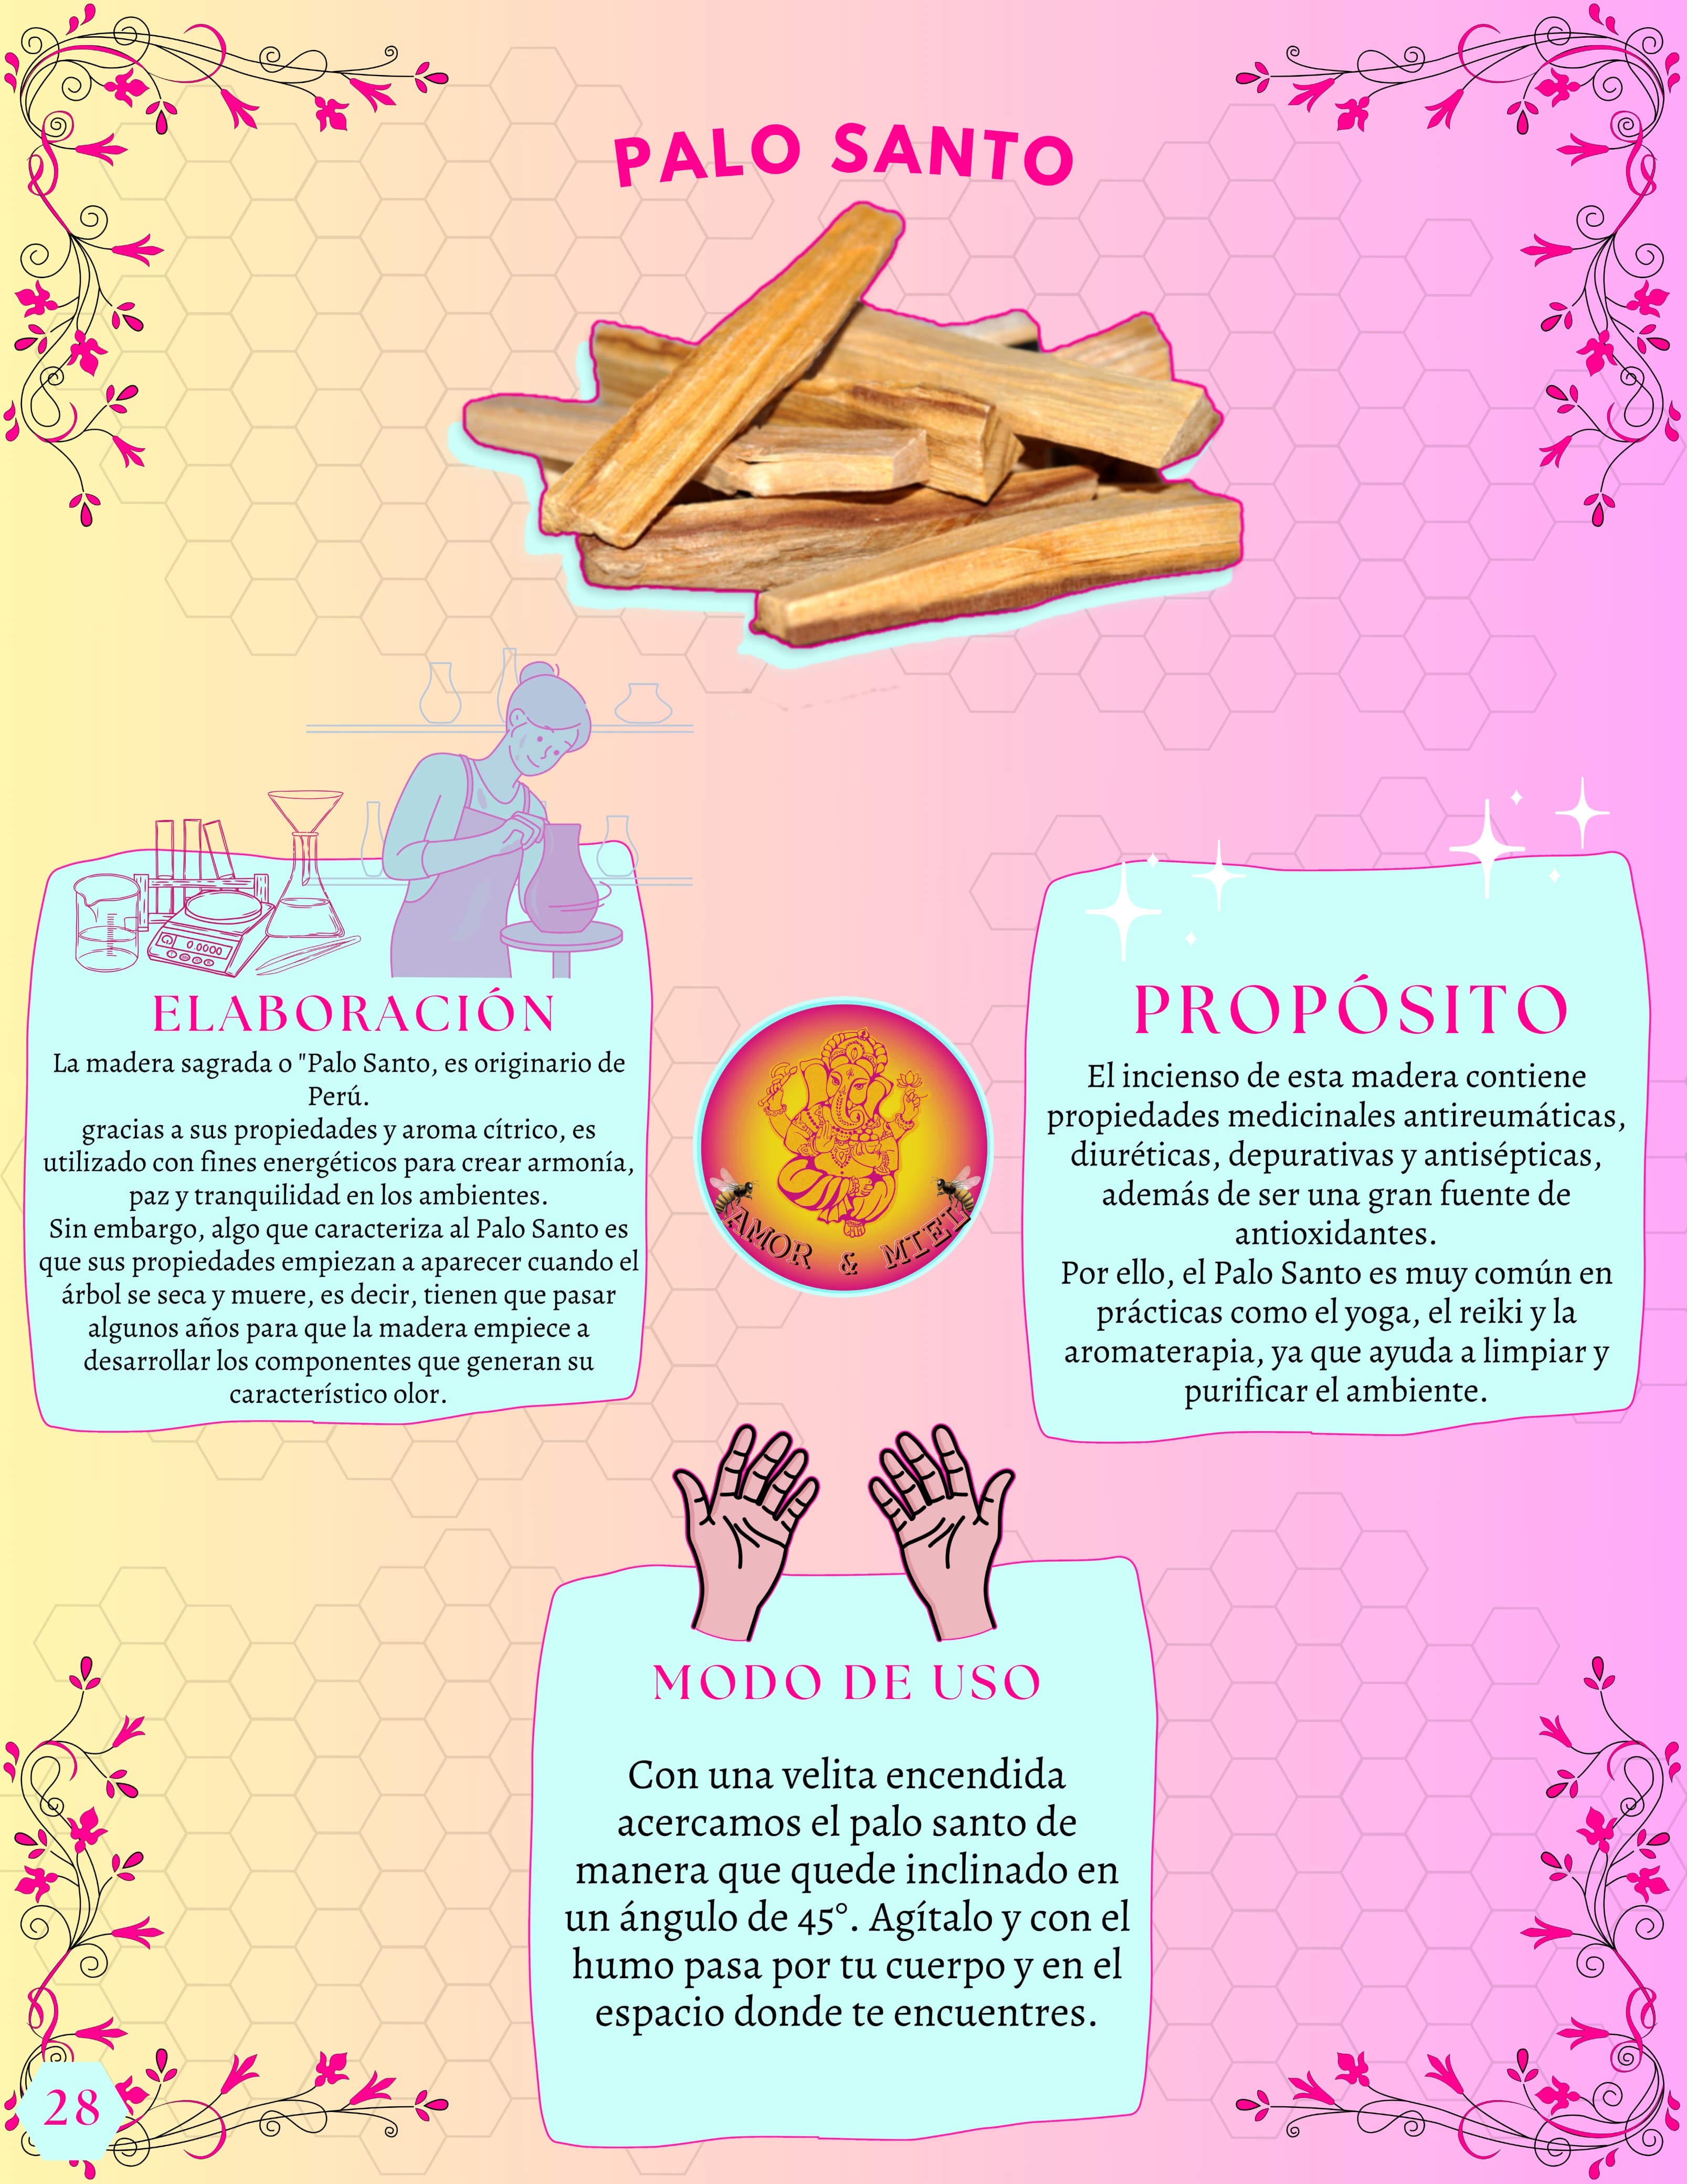 PALO SANTO
ELABORACIÓN
La madera sagrada o "Palo Santo, es originario de
Perú.
gracias a sus propiedades y aroma cítrico, es
utilizado con fines energéticos para crear armonía,
paz y tranquilidad en los ambientes.
Sin embargo, algo que caracteriza al Palo Santo es
que sus propiedades empiezan a aparecer cuando el
árbol se seca y muere, es decir, tienen que pasar
algunos años para que la madera empiece a
desarrollar los componentes que generan su
característico olor.
0.0000
AMOR & MIEL
PROPÓSITO
El incienso de esta madera contiene
propiedades medicinales antireumáticas,
diuréticas, depurativas y antisépticas,
además de ser una gran fuente de
antioxidantes.
Por ello, el Palo Santo es muy común en
prácticas como el yoga, el reiki y la
aromaterapia, ya que ayuda a limpiar y
purificar el ambiente.
MODO DE USO
Con una velita encendida
acercamos el palo santo de
manera que quede inclinado en
un ángulo de 45°. Agítalo y con el
humo pasa por tu cuerpo y en el
espacio donde te encuentres.
28